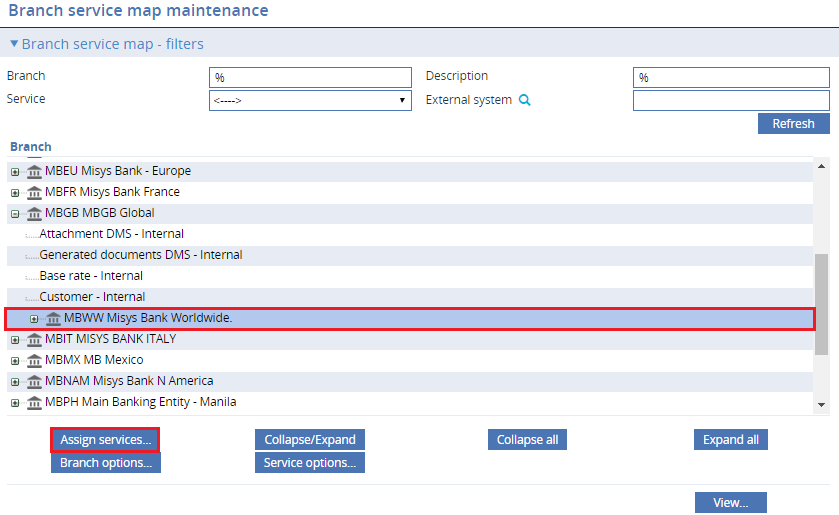 Branch service map maintenance
Branch service map - filters
Branch % Description %
Service <----> External system
Refresh
Branch
MBEU Misys Bank - Europe
MBFR Misys Bank France
MBGB MBGB Global
Attachment DMS - Internal
Generated documents DMS - Internal
Base rate - Internal
Customer - Internal
MBWW Misys Bank Worldwide.
MBIT MISYS BANK ITALY
MBMX MB Mexico
MBNAM Misys Bank N America
MBPH Main Banking Entity - Manila
Assign services... Collapse/Expand Collapse all Expand all
Branch options... Service options...
View...